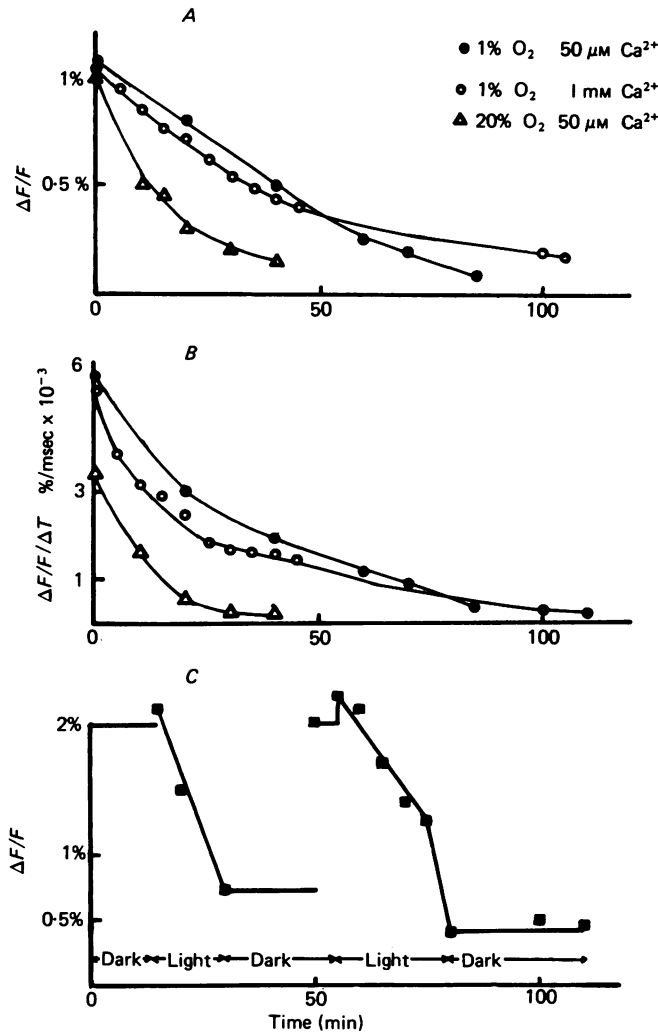 A
● 1% O₂ 50 μM Ca²⁺
○ 1% O₂ 1 mM Ca²⁺
△ 20% O₂ 50 μM Ca²⁺
1%
0·5%
ΔF/F
0 50 100
B
6
3
1
ΔF/F/ΔT %/msec x 10⁻³
0 50 100
C
2%
1%
0·5%
ΔF/F
Dark Light Dark Light Dark
0 50 100
Time (min)